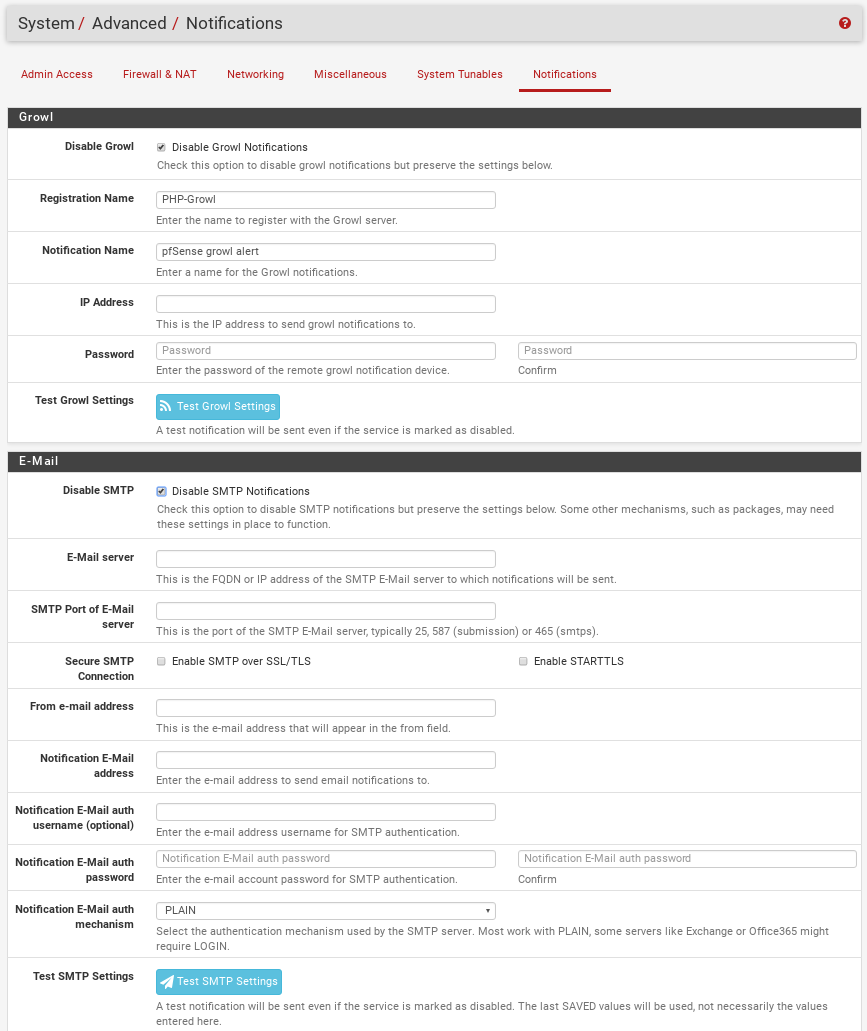 System / Advanced / Notifications
Admin Access Firewall & NAT Networking Miscellaneous System Tunables Notifications
Growl
Disable Growl Disable Growl Notifications
Check this option to disable growl notifications but preserve the settings below.
Registration Name PHP-Growl
Enter the name to register with the Growl server.
Notification Name pfSense growl alert
Enter a name for the Growl notifications.
IP Address
This is the IP address to send growl notifications to.
Password Password Password
Enter the password of the remote growl notification device. Confirm
Test Growl Settings Test Growl Settings
A test notification will be sent even if the service is marked as disabled.
E-Mail
Disable SMTP Disable SMTP Notifications
Check this option to disable SMTP notifications but preserve the settings below. Some other mechanisms, such as packages, may need
these settings in place to function.
E-Mail server
This is the FQDN or IP address of the SMTP E-Mail server to which notifications will be sent.
SMTP Port of E-Mail
server
This is the port of the SMTP E-Mail server, typically 25, 587 (submission) or 465 (smtps).
Secure SMTP Enable SMTP over SSL/TLS Enable STARTTLS
Connection
From e-mail address
This is the e-mail address that will appear in the from field.
Notification E-Mail
address
Enter the e-mail address to send email notifications to.
Notification E-Mail auth
username (optional)
Enter the e-mail address username for SMTP authentication.
Notification E-Mail auth Notification E-Mail auth password Notification E-Mail auth password
password Enter the e-mail account password for SMTP authentication. Confirm
Notification E-Mail auth PLAIN
mechanism
Select the authentication mechanism used by the SMTP server. Most work with PLAIN, some servers like Exchange or Office365 might
require LOGIN.
Test SMTP Settings Test SMTP Settings
A test notification will be sent even if the service is marked as disabled. The last SAVED values will be used, not necessarily the values
entered here.